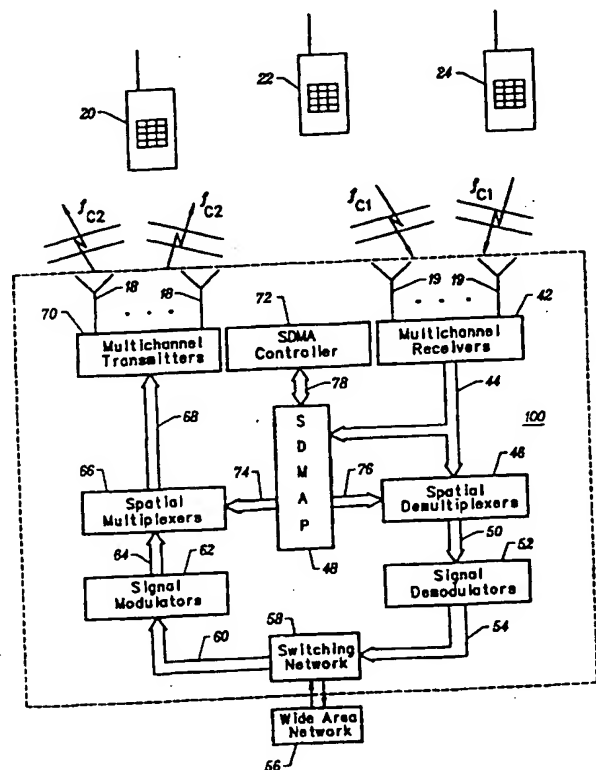 20
22
24
fC2
fC2
fC1
fC1
18
18
19
19
70
72
42
Multichannel
Transmitters
SDMA
Controller
Multichannel
Receivers
78
44
68
100
SDMAP
66
74
76
48
Spatial
Multiplexers
Spatial
Demultiplexers
64
62
48
50
52
Signal
Modulators
Signal
Demodulators
58
60
54
Switching
Network
Wide Area
Network
56